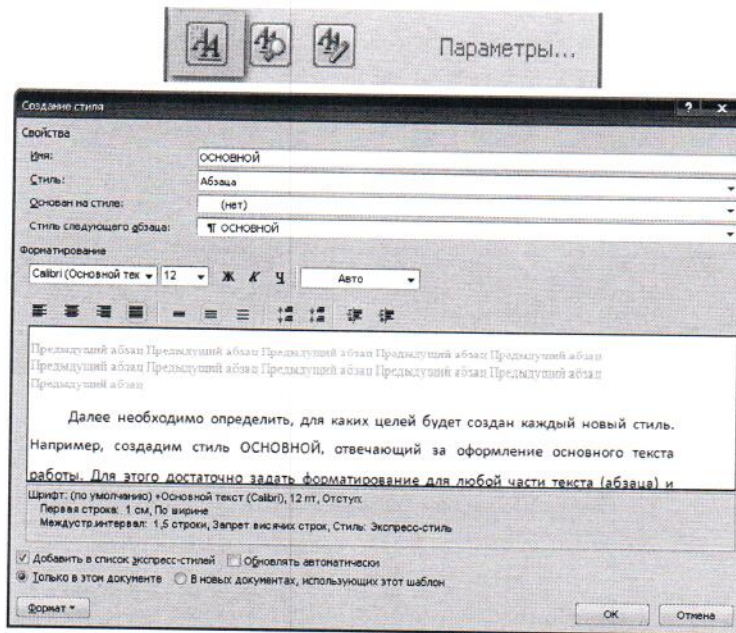 Параметры...
Создание стиля
Свойства
Имя: ОСНОВНОЙ
Стиль: Абзаца
Основан на стиле: (нет)
Стиль следующего абзаца: ¶ ОСНОВНОЙ
Форматирование
Calibri (Основной тек 12 Ж К Ч Авто
Предыдущий абзац Предыдущий абзац Предыдущий абзац Предыдущий абзац Предыдущий абзац
Предыдущий абзац Предыдущий абзац Предыдущий абзац Предыдущий абзац Предыдущий абзац
Предыдущий абзац
Далее необходимо определить, для каких целей будет создан каждый новый стиль.
Например, создадим стиль ОСНОВНОЙ, отвечающий за оформление основного текста
работы. Для этого достаточно задать форматирование для любой части текста (абзаца) и
Шрифт: (по умолчанию) +Основной текст (Calibri), 12 пт, Отступ:
Первая строка: 1 см, По ширине
Междустр.интервал: 1,5 строки, Запрет висячих строк, Стиль: Экспресс-стиль
Добавить в список экспресс-стилей Обновлять автоматически
Только в этом документе В новых документах, использующих этот шаблон
Формат ОК Отмена